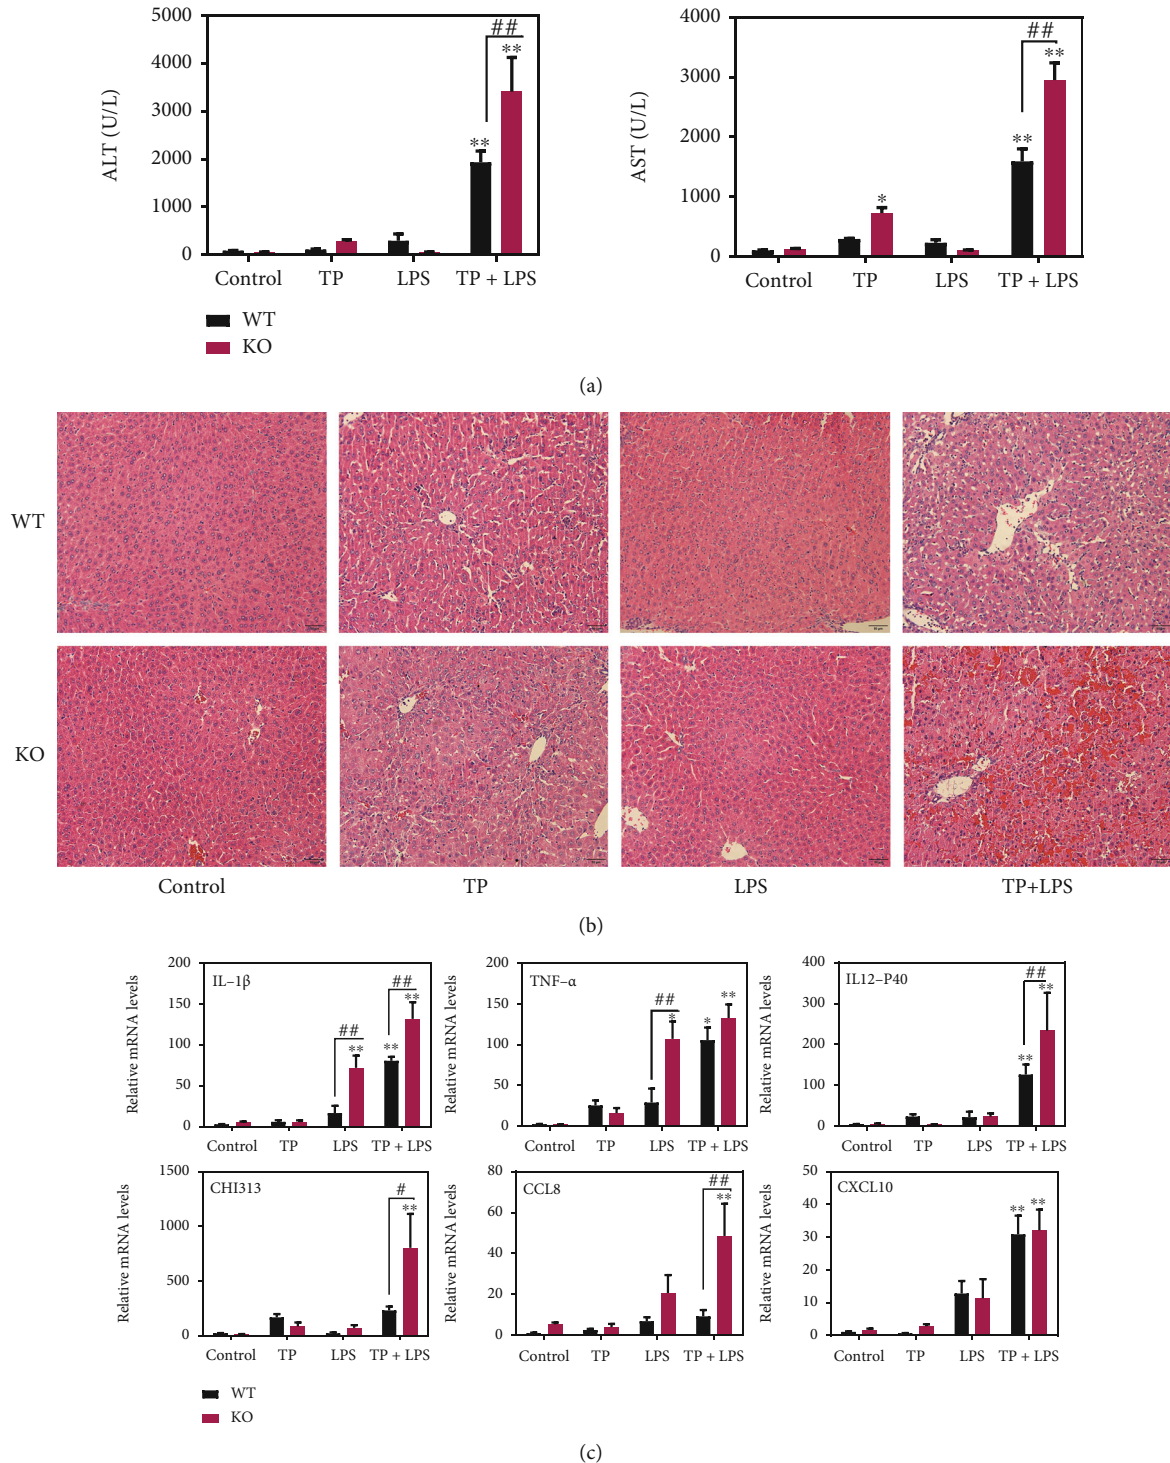 5000
4000
3000
2000
1000
0
ALT (U/L)
##
**
**
Control TP LPS TP + LPS
WT
KO
4000
3000
2000
1000
0
AST (U/L)
##
**
**
*
Control TP LPS TP + LPS
(a)
WT
KO
Control TP LPS TP+LPS
(b)
200
150
100
50
0
Relative mRNA levels
IL–1β
##
**
##
**
**
Control TP LPS TP + LPS
200
150
100
50
0
Relative mRNA levels
TNF–α
##
*
*
**
Control TP LPS TP + LPS
400
300
200
100
0
Relative mRNA levels
IL12–P40
##
**
**
Control TP LPS TP + LPS
1500
1000
500
0
Relative mRNA levels
CHI313
#
**
Control TP LPS TP + LPS
80
60
40
20
0
Relative mRNA levels
CCL8
##
**
Control TP LPS TP + LPS
50
40
30
20
10
0
Relative mRNA levels
CXCL10
**
**
Control TP LPS TP + LPS
WT
KO
(c)